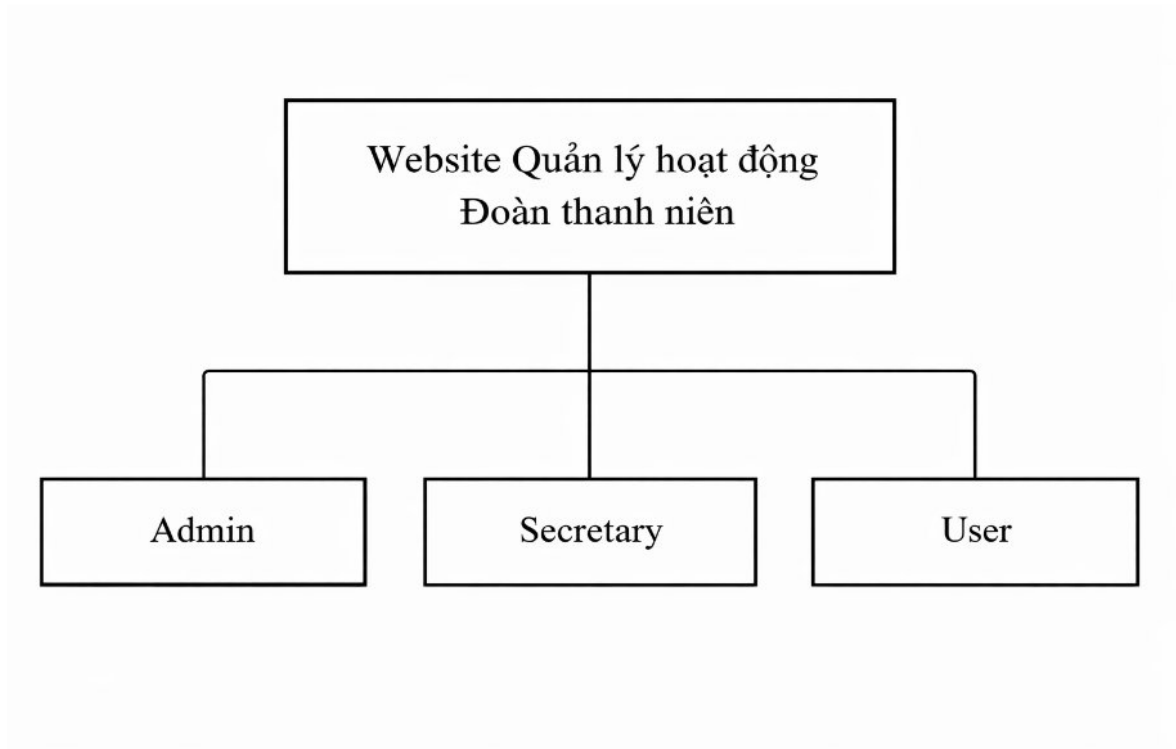 Website Quản lý hoạt động
Đoàn thanh niên
Admin
Secretary
User